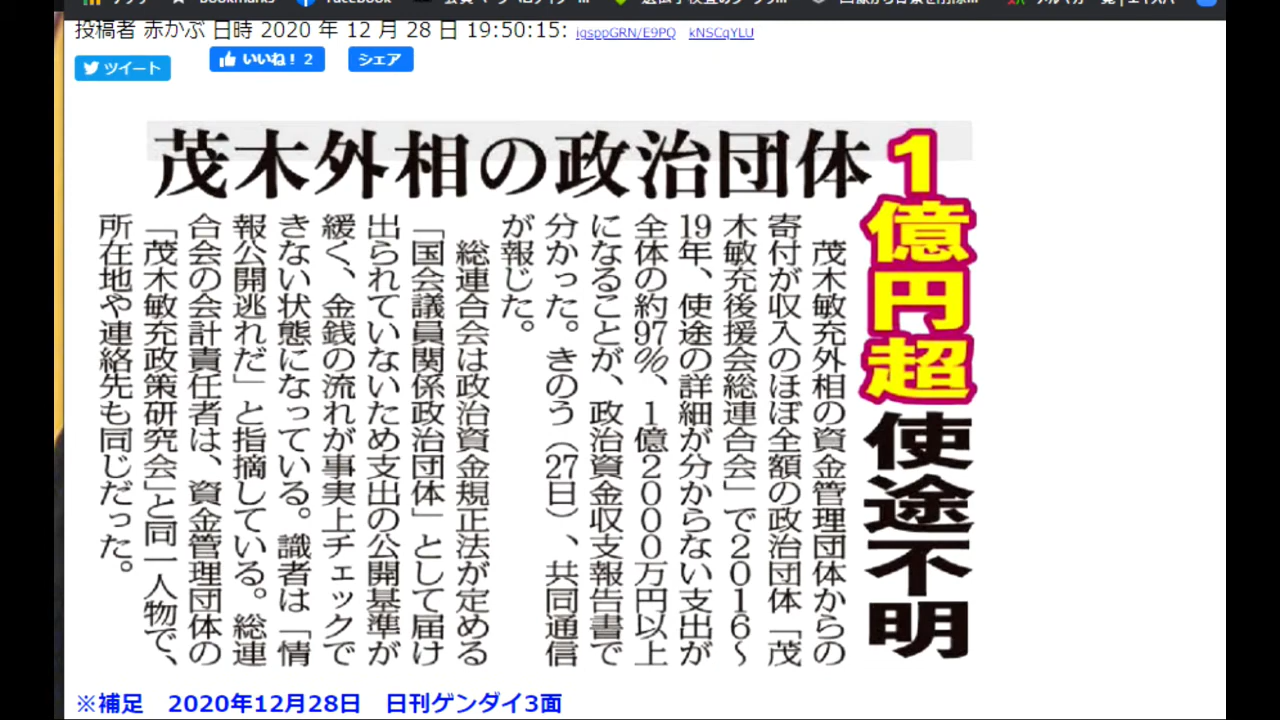 投稿者 赤かぶ 日時 2020 年 12 月 28 日 19:50:15: igsppGRN/E9PQ kNSCqYLU
ツイート
いいね！ 2
シェア
茂木外相の政治団体
1億円超
使途不明
茂木敏充外相の資金管理団体からの
寄付が収入のほぼ全額の政治団体「茂
木敏充後援会総連合会」で2016〜
19年、使途の詳細が分からない支出が
全体の約97％、1億2000万円以上
になることが、政治資金収支報告書で
分かった。きのう（27日）、共同通信
が報じた。
総連合会は政治資金規正法が定める
「国会議員関係政治団体」として届け
出られていないため支出の公開基準が
緩く、金銭の流れが事実上チェックで
きない状態になっている。識者は「情
報公開逃れだ」と指摘している。総連
合会の会計責任者は、資金管理団体の
「茂木敏充政策研究会」と同一人物で、
所在地や連絡先も同じだった。
※補足　2020年12月28日　日刊ゲンダイ3面